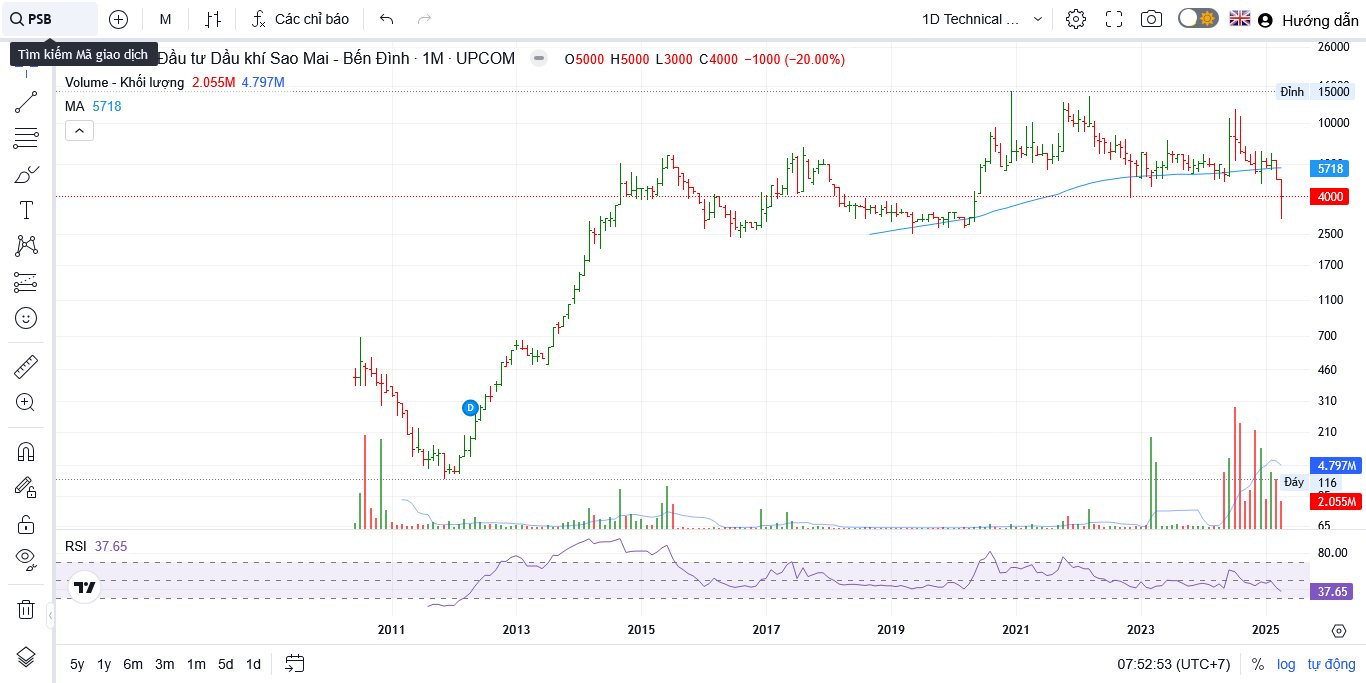 PSB
M
Các chỉ báo
1D Technical ...
Hướng dẫn
Tìm kiếm Mã giao dịch
Đầu tư Dầu khí Sao Mai - Bến Đình · 1M · UPCOM
O5000 H5000 L3000 C4000 −1000 (−20.00%)
Volume - Khối lượng 2.055M 4.797M
MA 5718
26000
Đỉnh 15000
10000
5718
4000
2500
1700
1100
700
460
310
210
4.797M
Đáy 116
2.055M
65
D
RSI 37.65
80.00
37.65
2011 2013 2015 2017 2019 2021 2023 2025
5y 1y 6m 3m 1m 5d 1d
07:52:53 (UTC+7)
% log tự động